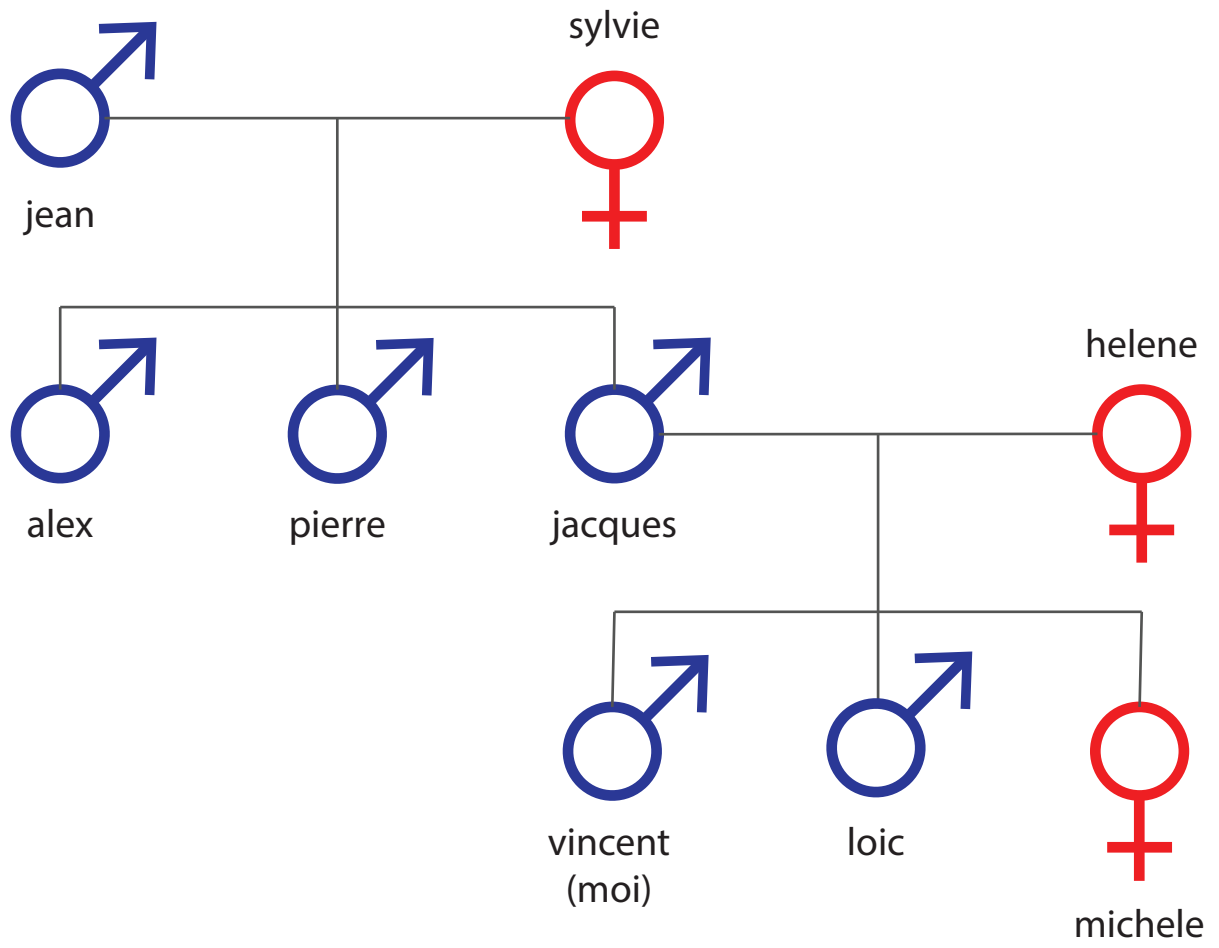 sylvie
jean
helene
alex
pierre
jacques
vincent
(moi)
loic
michele